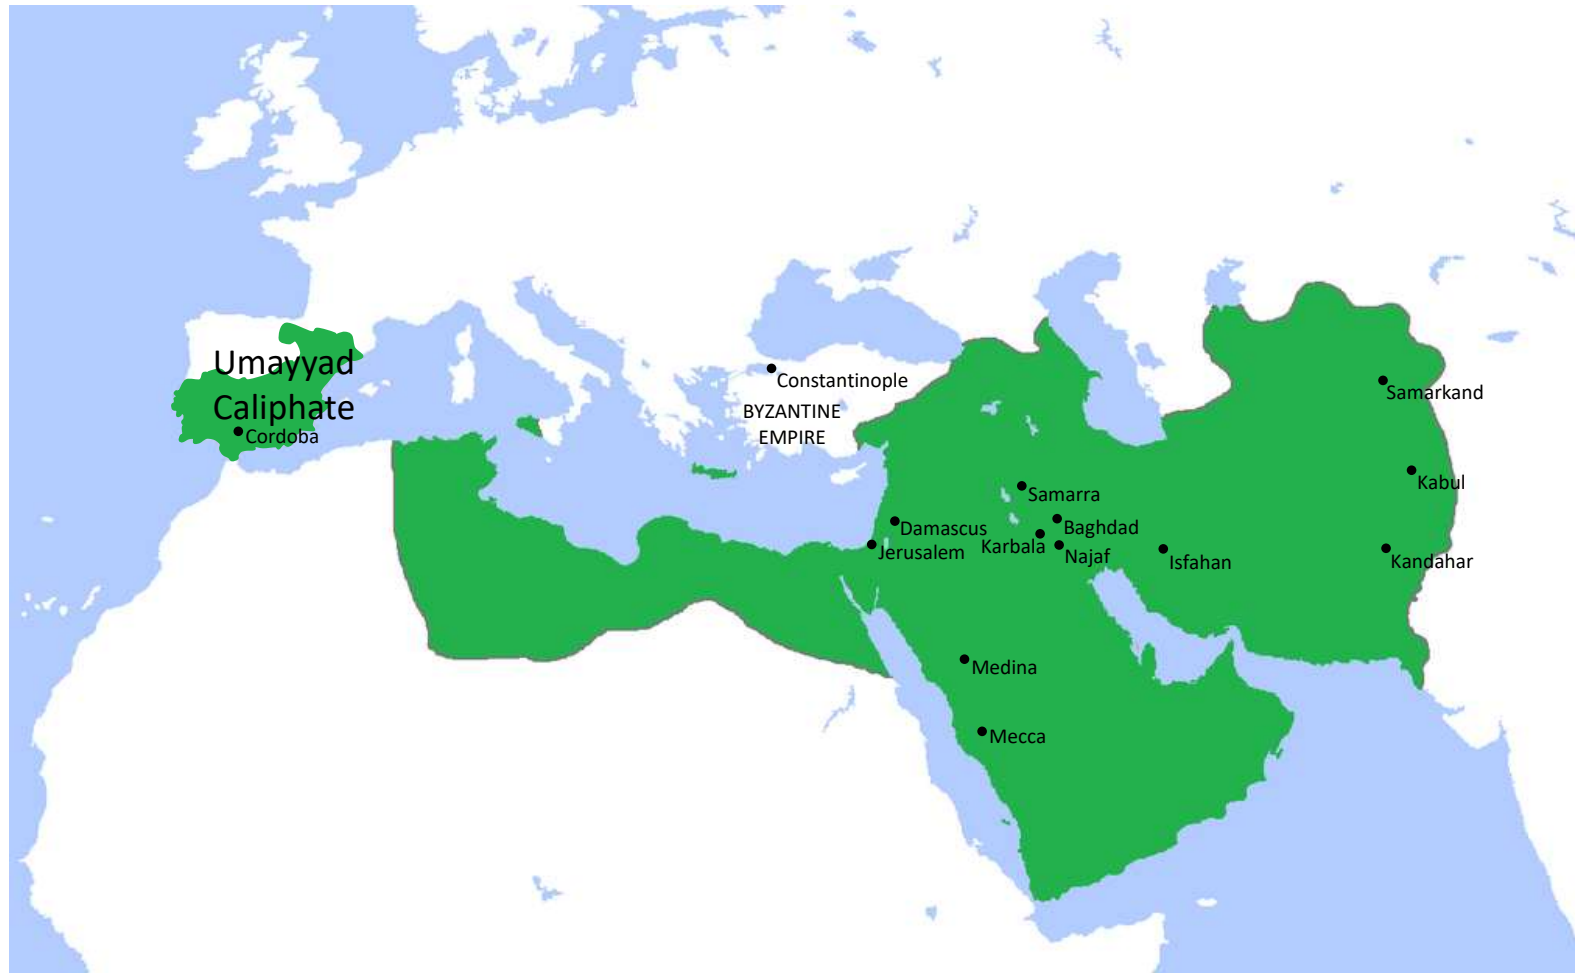 Umayyad
Caliphate
Cordoba
Constantinople
BYZANTINE
EMPIRE
Samarkand
Kabul
Samarra
Damascus
Baghdad
Jerusalem
Karbala
Najaf
Isfahan
Kandahar
Medina
Mecca